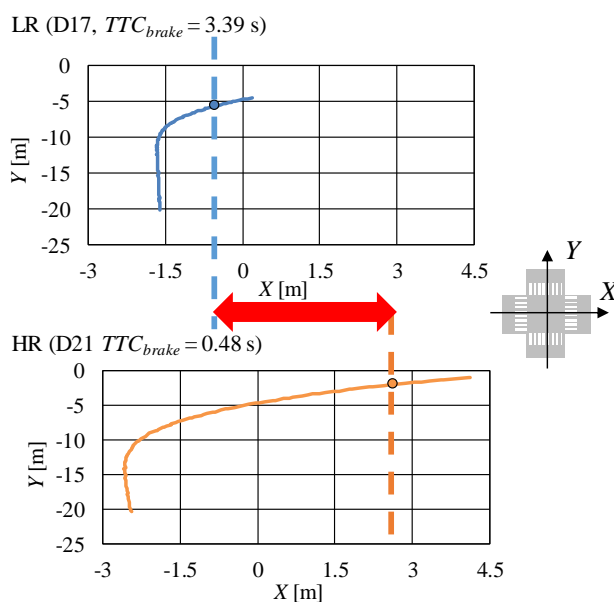 LR (D17, TTC_brake = 3.39 s)
0
-5
-10
-15
-20
-25
Y [m]
-3 -1.5 0 1.5 3 4.5
X [m]
Y
X
HR (D21 TTC_brake = 0.48 s)
0
-5
-10
-15
-20
-25
Y [m]
-3 -1.5 0 1.5 3 4.5
X [m]